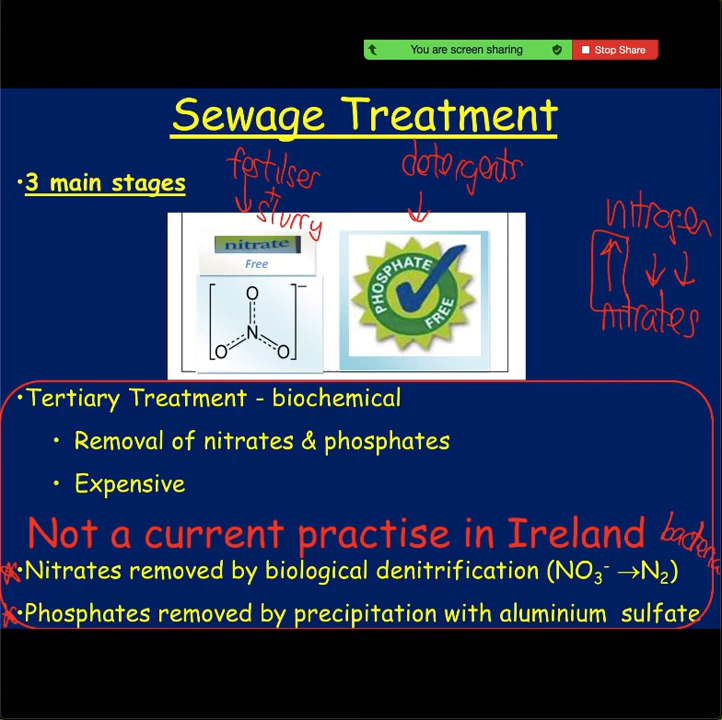 You are screen sharing
Stop Share
Sewage Treatment
•3 main stages
fertilser
+
slurry
detergents
nitrogen
nitrates
nitrate
Free
O
N
O
O
−
PHOSPHATE
FREE
•Tertiary Treatment - biochemical
• Removal of nitrates & phosphates
• Expensive
Not a current practise in Ireland
bacteria
•Nitrates removed by biological denitrification (NO₃⁻ →N₂)
•Phosphates removed by precipitation with aluminium sulfate